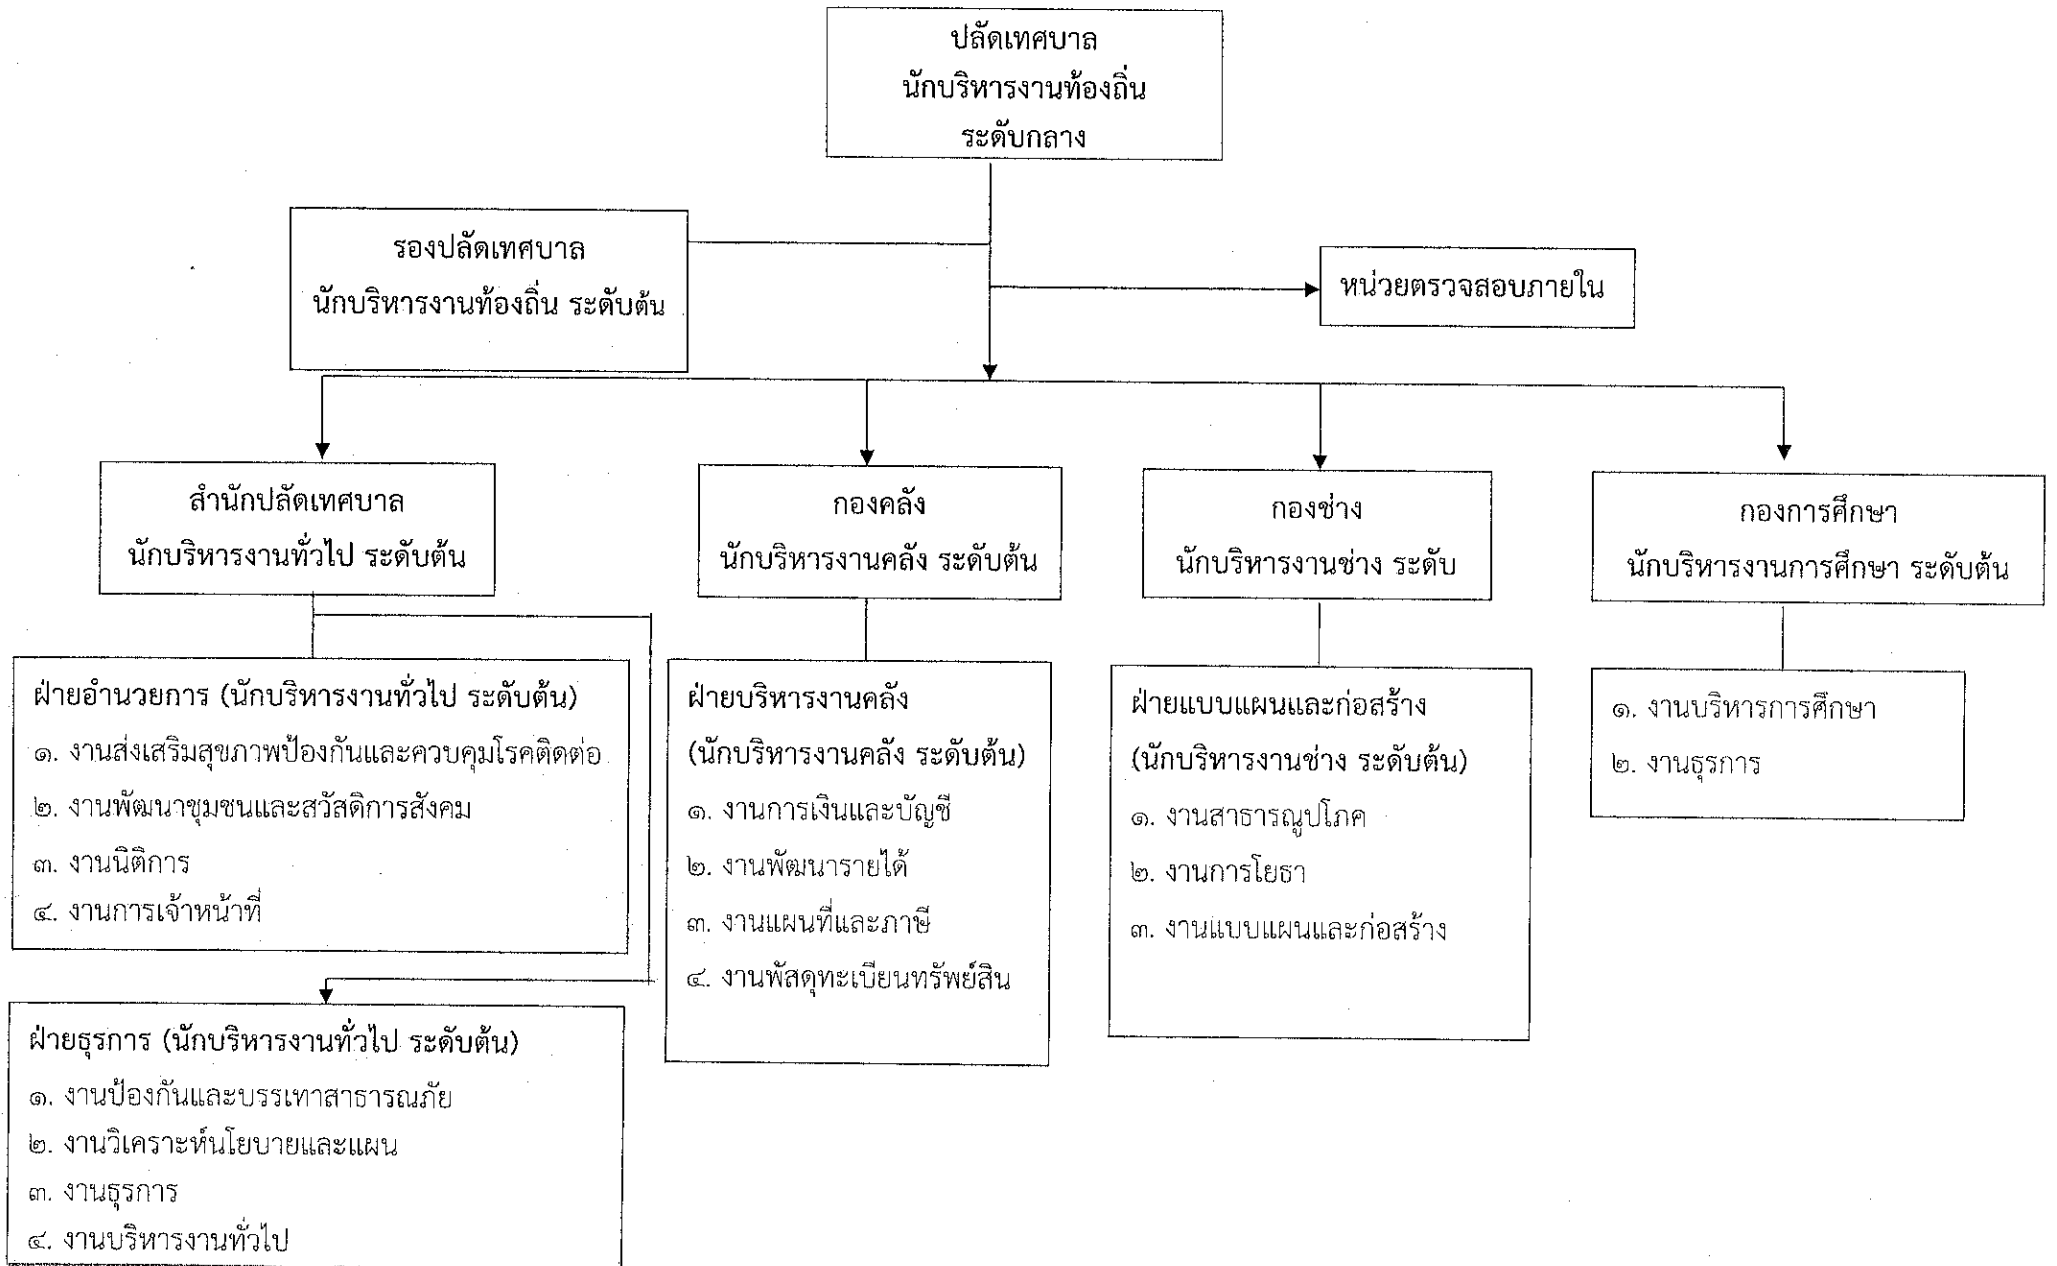 ปลัดเทศบาล
นักบริหารงานท้องถิ่น
ระดับกลาง
รองปลัดเทศบาล
นักบริหารงานท้องถิ่น ระดับต้น
หน่วยตรวจสอบภายใน
สำนักปลัดเทศบาล
นักบริหารงานทั่วไป ระดับต้น
กองคลัง
นักบริหารงานคลัง ระดับต้น
กองช่าง
นักบริหารงานช่าง ระดับ
กองการศึกษา
นักบริหารงานการศึกษา ระดับต้น
ฝ่ายอำนวยการ (นักบริหารงานทั่วไป ระดับต้น)
๑. งานส่งเสริมสุขภาพป้องกันและควบคุมโรคติดต่อ
๒. งานพัฒนาชุมชนและสวัสดิการสังคม
๓. งานนิติการ
๔. งานการเจ้าหน้าที่
ฝ่ายธุรการ (นักบริหารงานทั่วไป ระดับต้น)
๑. งานป้องกันและบรรเทาสาธารณภัย
๒. งานวิเคราะห์นโยบายและแผน
๓. งานธุรการ
๔. งานบริหารงานทั่วไป
ฝ่ายบริหารงานคลัง
(นักบริหารงานคลัง ระดับต้น)
๑. งานการเงินและบัญชี
๒. งานพัฒนารายได้
๓. งานแผนที่และภาษี
๔. งานพัสดุทะเบียนทรัพย์สิน
ฝ่ายแบบแผนและก่อสร้าง
(นักบริหารงานช่าง ระดับต้น)
๑. งานสาธารณูปโภค
๒. งานการโยธา
๓. งานแบบแผนและก่อสร้าง
๑. งานบริหารการศึกษา
๒. งานธุรการ